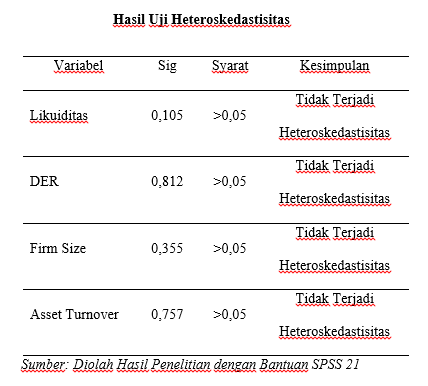 Hasil Uji Heteroskedastisitas
Variabel Sig Syarat Kesimpulan
Likuiditas 0,105 >0,05 Tidak Terjadi
Heteroskedastisitas
DER 0,812 >0,05 Tidak Terjadi
Heteroskedastisitas
Firm Size 0,355 >0,05 Tidak Terjadi
Heteroskedastisitas
Asset Turnover 0,757 >0,05 Tidak Terjadi
Heteroskedastisitas
Sumber: Diolah Hasil Penelitian dengan Bantuan SPSS 21